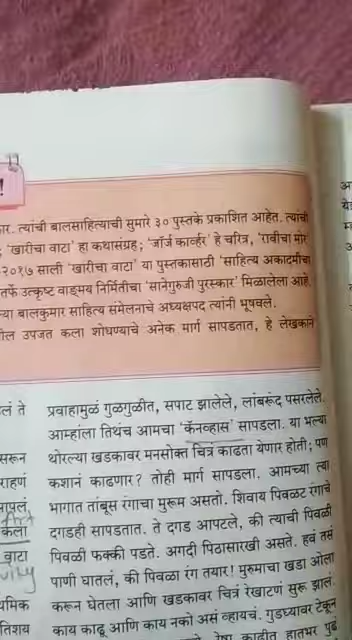 !
कार. त्यांची बालसाहित्याची सुमारे ३० पुस्तके प्रकाशित आहेत. त्यांची
; 'खारीचा वाटा' हा कथासंग्रह; 'जॉर्ज कार्व्हर' हे चरित्र, 'रावीचा मोर'
२०१७ साली 'खारीचा वाटा' या पुस्तकासाठी 'साहित्य अकादमीचा
तर्फे उत्कृष्ट वाङ्मय निर्मितीचा 'सानेगुरुजी पुरस्कार' मिळालेला आहे.
च्या बालकुमार साहित्य संमेलनाचे अध्यक्षपद त्यांनी भूषवले.
ील उपजत कला शोधण्याचे अनेक मार्ग सापडतात, हे लेखकाने
लं ते
सरून
राहणं
कला
वाटा
तिशय
प्रवाहामुळं गुळगुळीत, सपाट झालेले, लांबरूंद पसरलेले.
आम्हांला तिथंच आमचा 'कॅनव्हास' सापडला. या भल्या
थोरल्या खडकावर मनसोक्त चित्रं काढता येणार होती; पण
कशानं काढणार? तोही मार्ग सापडला. आमच्या त्या
भागात तांबूस रंगाचा मुरूम असतो. शिवाय पिवळट रंगाचे
दगडही सापडतात. ते दगड आपटले, की त्याची पिवळी
पिवळी फक्की पडते. अगदी पिठासारखी असते. हवं तसं
पाणी घातलं, की पिवळा रंग तयार! मुरुमाचा खडा ओला
करून घेतला आणि खडकावर चित्रं रेखाटणं सुरू झालं.
काय काढू आणि काय नको असं व्हायचं. गुडघ्यावर टेकून